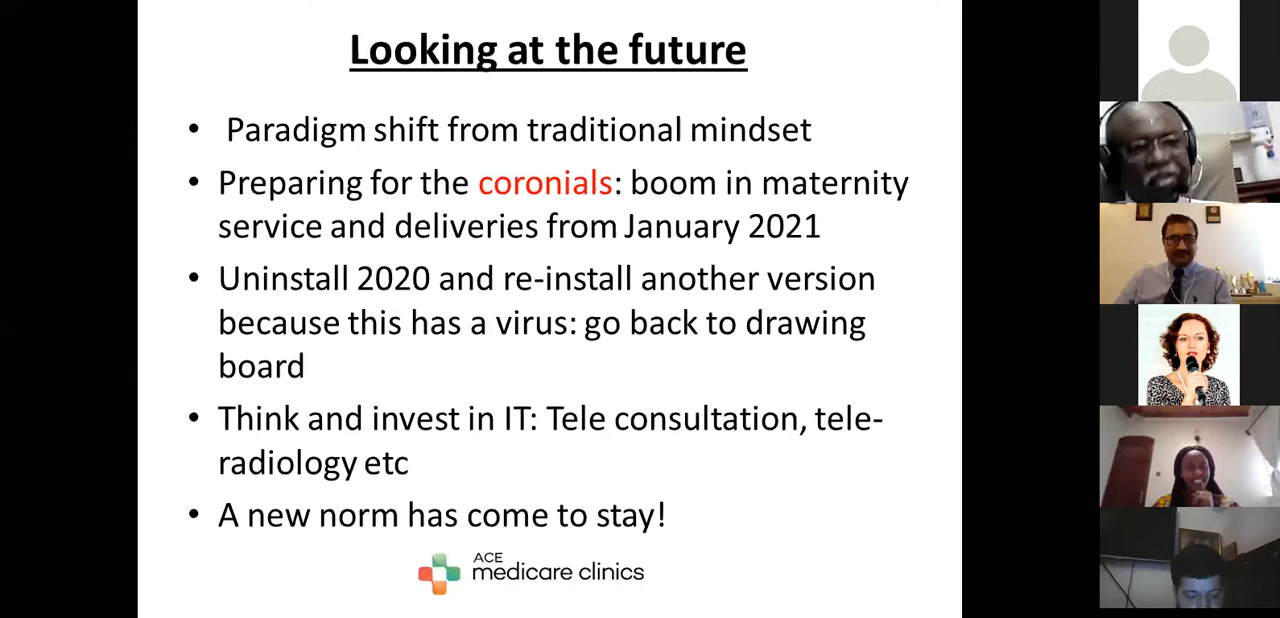 Looking at the future
• Paradigm shift from traditional mindset
• Preparing for the coronials: boom in maternity
service and deliveries from January 2021
• Uninstall 2020 and re-install another version
because this has a virus: go back to drawing
board
• Think and invest in IT: Tele consultation, tele-
radiology etc
• A new norm has come to stay!
ACE
medicare clinics